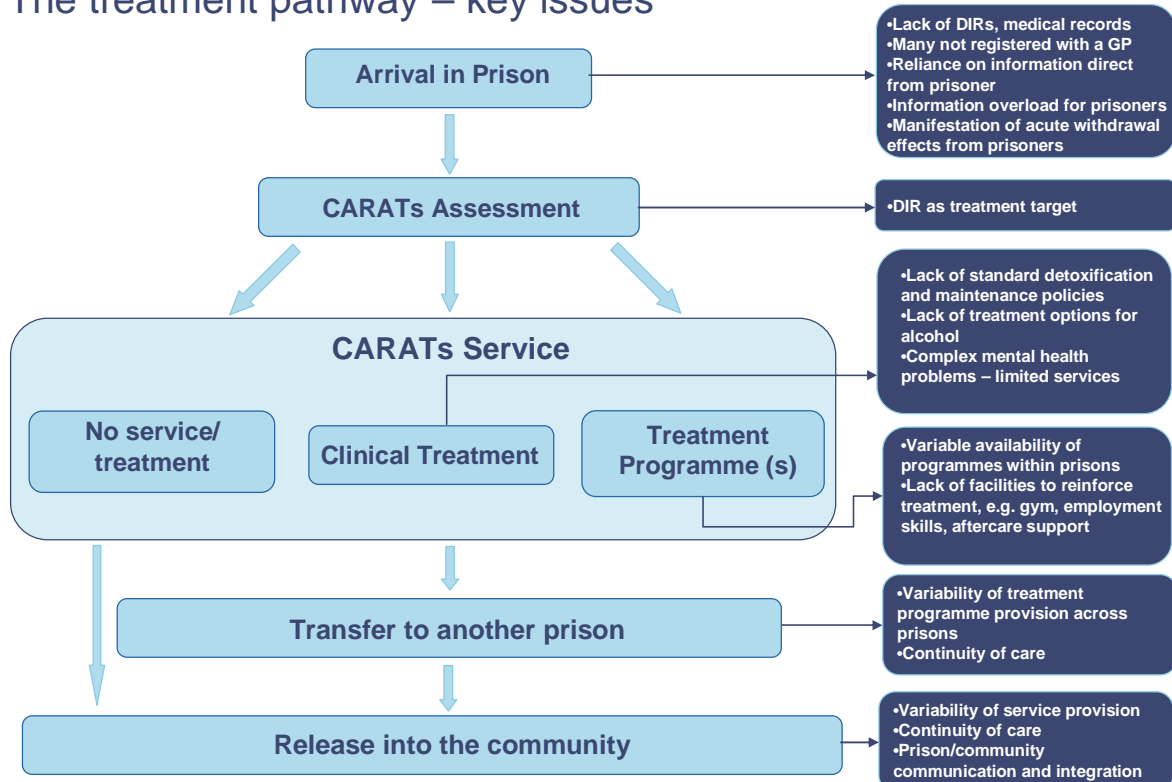 The treatment pathway – key issues
Arrival in Prison
•Lack of DIRs, medical records
•Many not registered with a GP
•Reliance on information direct
from prisoner
•Information overload for prisoners
•Manifestation of acute withdrawal
effects from prisoners
CARATs Assessment
•DIR as treatment target
CARATs Service
No service/
treatment
Clinical Treatment
Treatment
Programme (s)
•Lack of standard detoxification
and maintenance policies
•Lack of treatment options for
alcohol
•Complex mental health
problems – limited services
•Variable availability of
programmes within prisons
•Lack of facilities to reinforce
treatment, e.g. gym, employment
skills, aftercare support
Transfer to another prison
•Variability of treatment
programme provision across
prisons
•Continuity of care
Release into the community
•Variability of service provision
•Continuity of care
•Prison/community
communication and integration